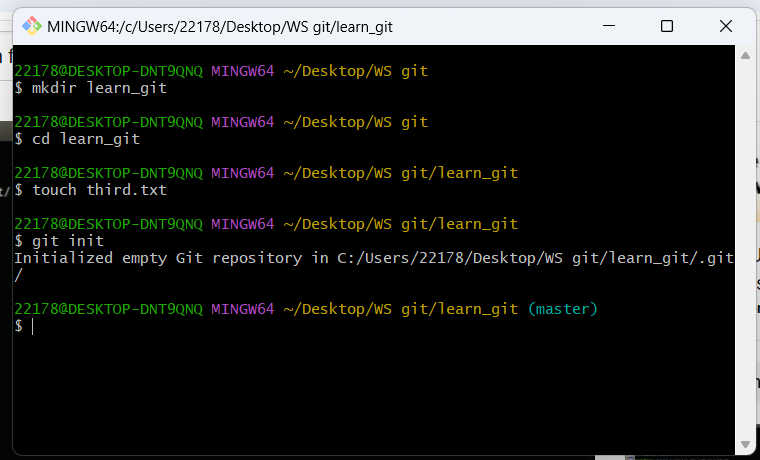 MINGW64:/c/Users/22178/Desktop/WS git/learn_git
22178@DESKTOP-DNT9QNQ MINGW64 ~/Desktop/WS git
$ mkdir learn_git
22178@DESKTOP-DNT9QNQ MINGW64 ~/Desktop/WS git
$ cd learn_git
22178@DESKTOP-DNT9QNQ MINGW64 ~/Desktop/WS git/learn_git
$ touch third.txt
22178@DESKTOP-DNT9QNQ MINGW64 ~/Desktop/WS git/learn_git
$ git init
Initialized empty Git repository in C:/Users/22178/Desktop/WS git/learn_git/.git
/
22178@DESKTOP-DNT9QNQ MINGW64 ~/Desktop/WS git/learn_git (master)
$